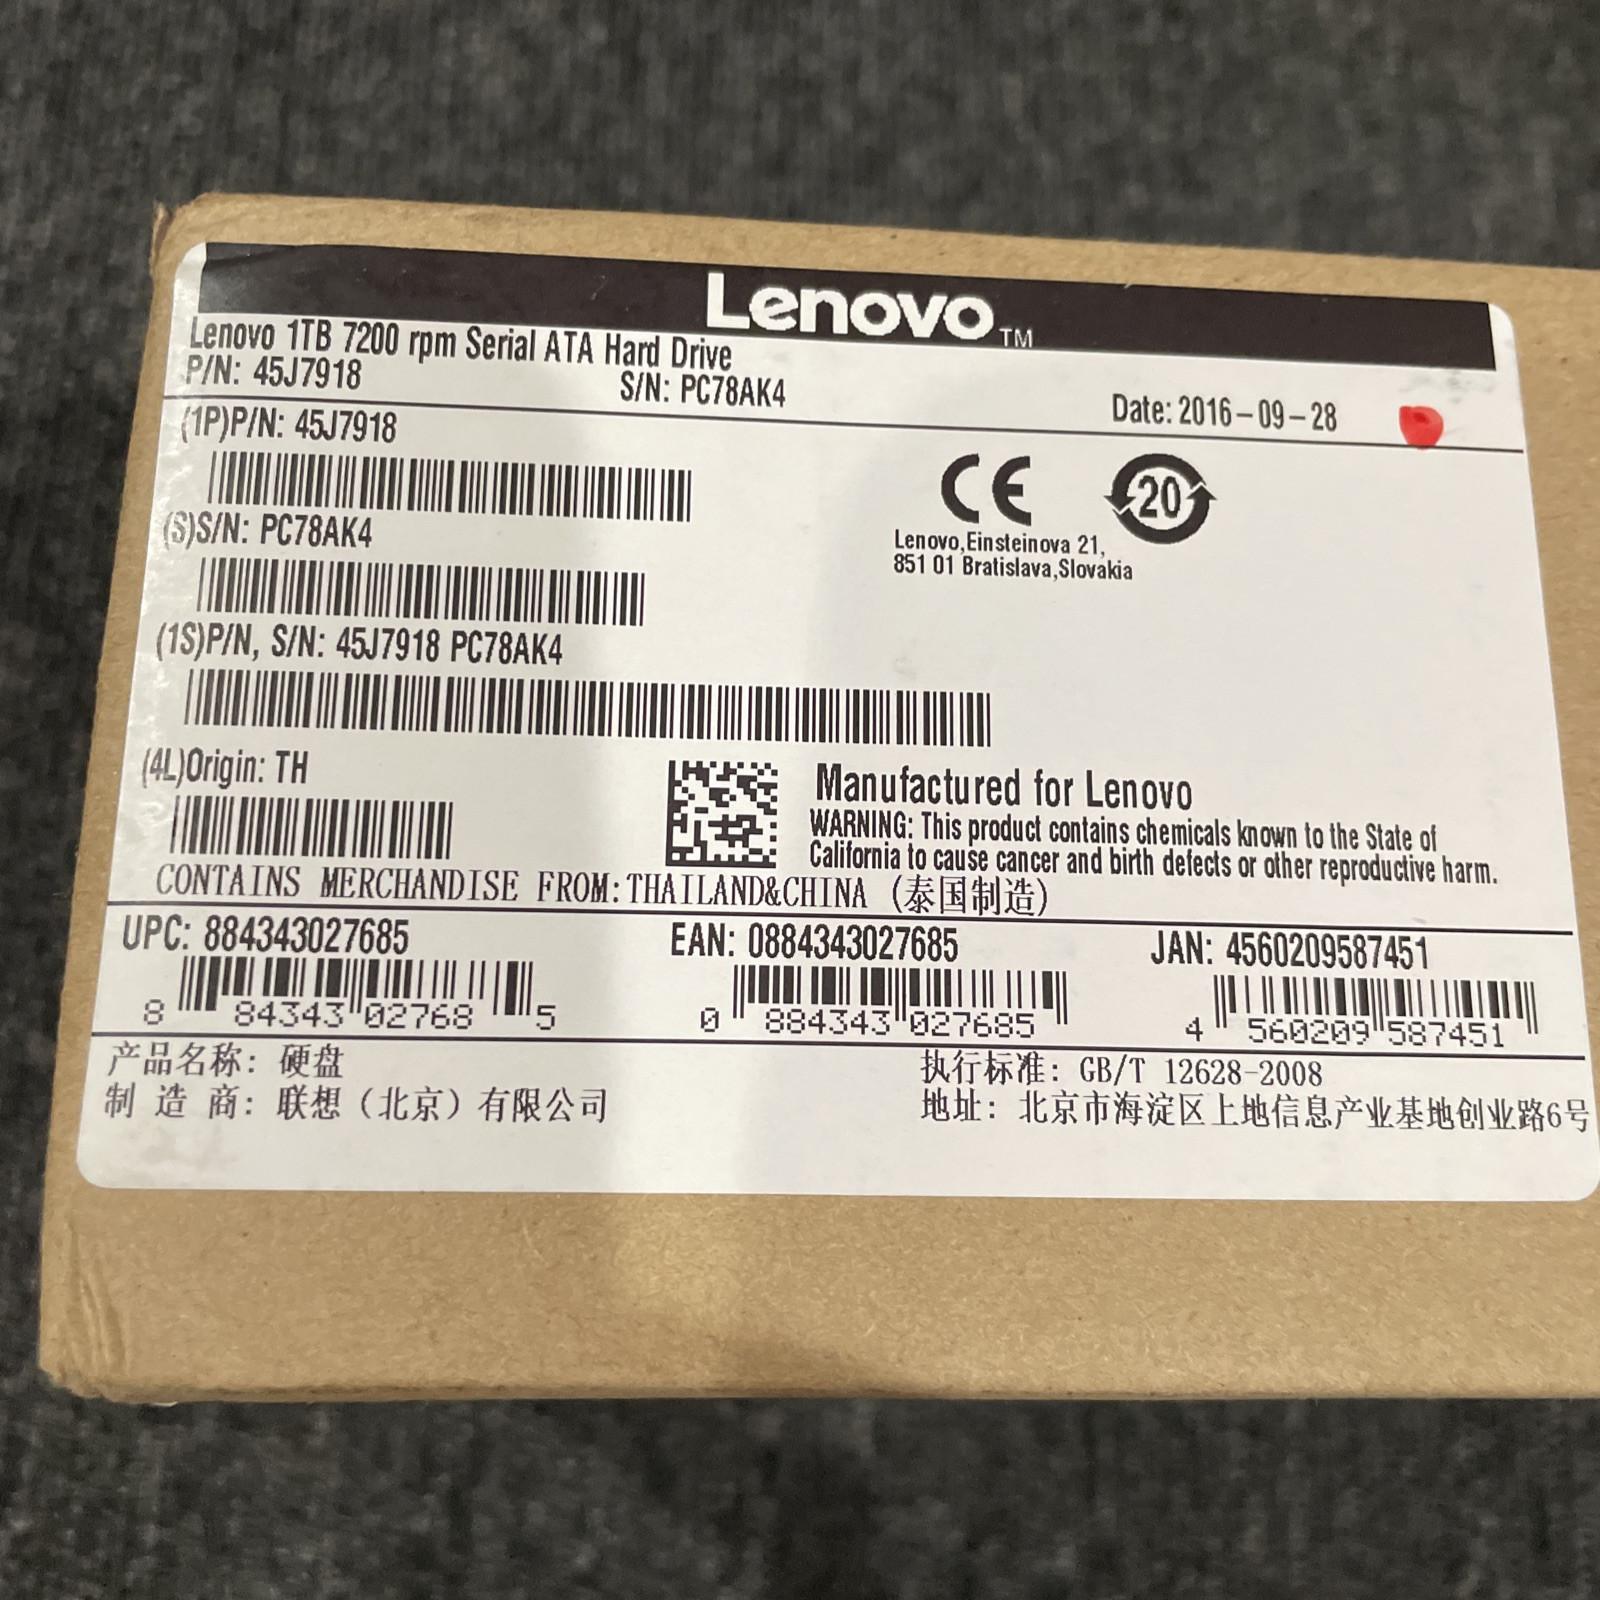 Lenovo™
Lenovo 1TB 7200 rpm Serial ATA Hard Drive
P/N: 45J7918 S/N: PC78AK4 Date: 2016-09-28
(1P)P/N: 45J7918
20
Lenovo,Einsteinova 21,
851 01 Bratislava,Slovakia
(S)S/N: PC78AK4
(1S)P/N, S/N: 45J7918 PC78AK4
(4L)Origin: TH
Manufactured for Lenovo
WARNING: This product contains chemicals known to the State of
California to cause cancer and birth defects or other reproductive harm.
CONTAINS MERCHANDISE FROM:THAILAND&CHINA (泰国制造)
UPC: 884343027685 EAN: 0884343027685 JAN: 4560209587451
8 84343 02768 5 0 884343 027685 4 560209 587451
产品名称: 硬盘 执行标准: GB/T 12628-2008
制 造 商: 联想（北京）有限公司 地址: 北京市海淀区上地信息产业基地创业路6号